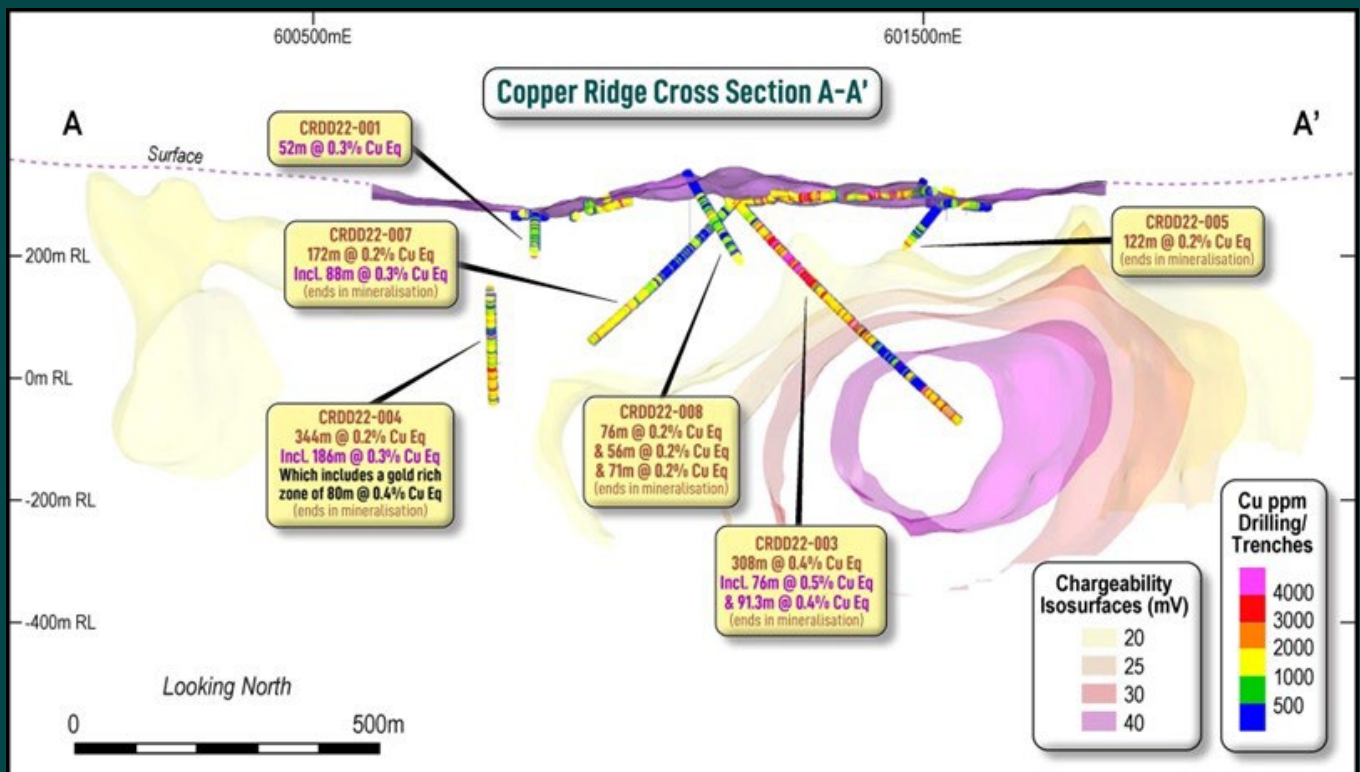 600500mE
601500mE
Copper Ridge Cross Section A-A'
A
A'
Surface
CRDD22-001
52m @ 0.3% Cu Eq
CRDD22-007
172m @ 0.2% Cu Eq
Incl. 88m @ 0.3% Cu Eq
(ends in mineralisation)
CRDD22-005
122m @ 0.2% Cu Eq
200m RL
0m RL
-200m RL
-400m RL
CRDD22-004
344m @ 0.2% Cu Eq
Incl. 186m @ 0.3% Cu Eq
Which includes a gold rich
zone of 80m @ 0.4% Cu Eq
(ends in mineralisation)
CRDD22-008
76m @ 0.2% Cu Eq
& 56m @ 0.2% Cu Eq
& 71m @ 0.2% Cu Eq
(ends in mineralisation)
CRDD22-003
308m @ 0.4% Cu Eq
Incl. 76m @ 0.5% Cu Eq
& 91.3m @ 0.4% Cu Eq
(ends in mineralisation)
Chargeability
Isosurfaces (mV)
20
25
30
40
Cu ppm
Drilling/
Trenches
4000
3000
2000
1000
500
Looking North
0 500m